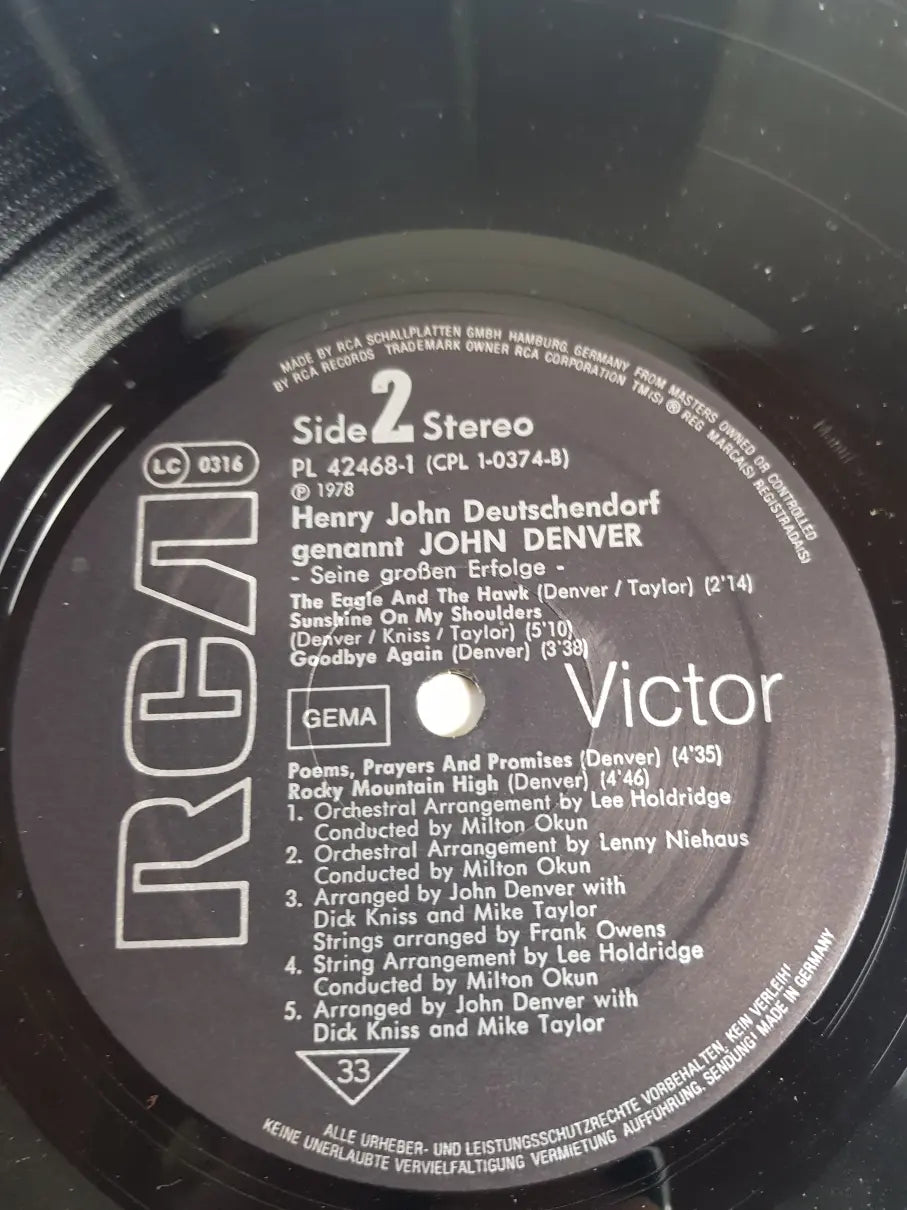 MADE BY RCA SCHALLPLATTEN GMBH HAMBURG, GERMANY FROM MASTERS OWNED OR CONTROLLED
BY RCA RECORDS TRADEMARK OWNER RCA CORPORATION TM(S) ® REG MARCA(S) REGISTRADA(S)
Side 2 Stereo
LC 0316
PL 42468-1 (CPL 1-0374-B)
℗ 1978
Henry John Deutschendorf
genannt JOHN DENVER
- Seine großen Erfolge -
The Eagle And The Hawk (Denver / Taylor) (2'14)
Sunshine On My Shoulders
(Denver / Kniss / Taylor) (5'10)
Goodbye Again (Denver) (3'38)
RCA
GEMA
Victor
Poems, Prayers And Promises (Denver) (4'35)
Rocky Mountain High (Denver) (4'46)
1. Orchestral Arrangement by Lee Holdridge
Conducted by Milton Okun
2. Orchestral Arrangement by Lenny Niehaus
Conducted by Milton Okun
3. Arranged by John Denver with
Dick Kniss and Mike Taylor
Strings arranged by Frank Owens
4. String Arrangement by Lee Holdridge
Conducted by Milton Okun
5. Arranged by John Denver with
Dick Kniss and Mike Taylor
33
ALLE URHEBER- UND LEISTUNGSSCHUTZRECHTE VORBEHALTEN, KEIN VERLEIH!
KEINE UNERLAUBTE VERVIELFÄLTIGUNG VERMIETUNG AUFFÜHRUNG, SENDUNG! MADE IN GERMANY